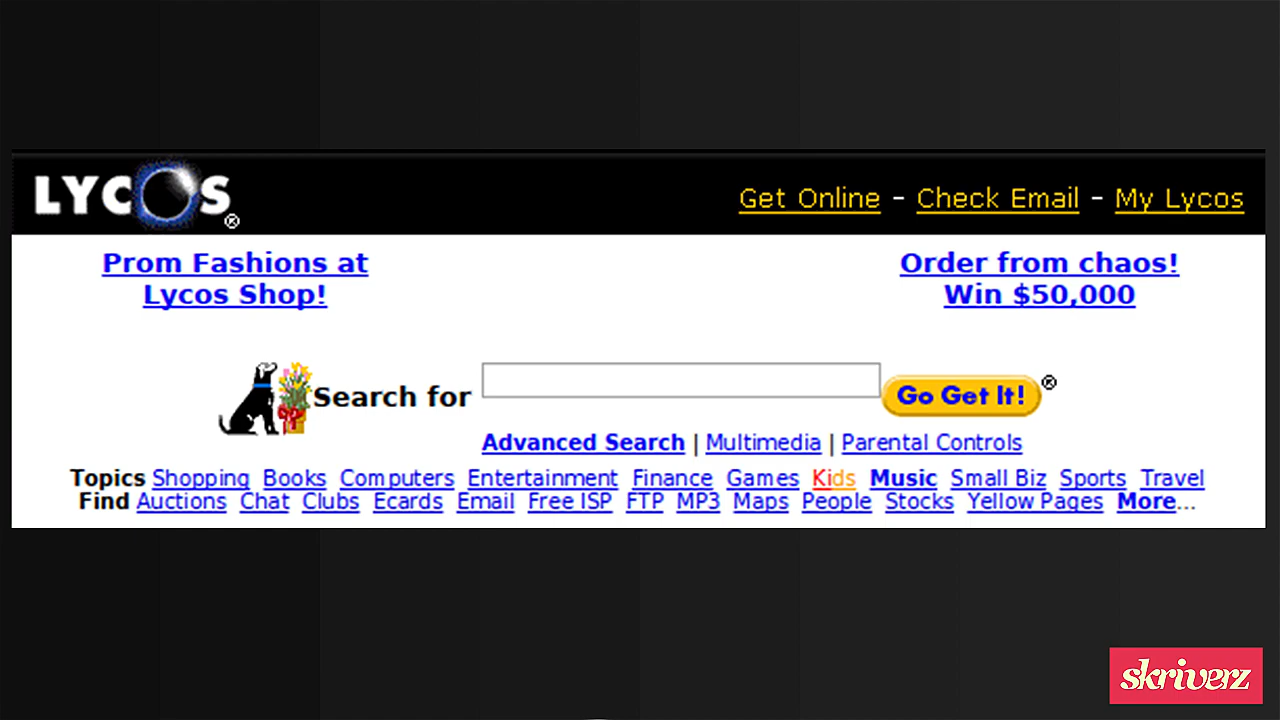 LYCOS®
Get Online - Check Email - My Lycos
Prom Fashions at
Lycos Shop!
Order from chaos!
Win $50,000
Search for
Go Get It!®
Advanced Search | Multimedia | Parental Controls
Topics Shopping Books Computers Entertainment Finance Games Kids Music Small Biz Sports Travel
Find Auctions Chat Clubs Ecards Email Free ISP FTP MP3 Maps People Stocks Yellow Pages More...
skriverz